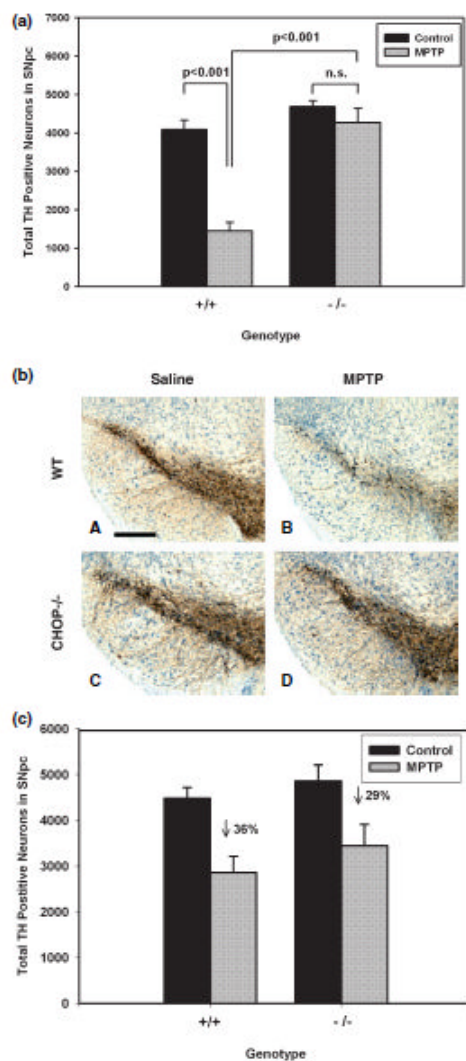 (a)
7000
6000
5000
4000
3000
2000
1000
0
Total TH Positive Neurons in SNpc
Control
MPTP
p<0.001
p<0.001
n.s.
+/+
- /-
Genotype
(b)
Saline
MPTP
WT
A
B
CHOP-/-
C
D
(c)
6000
5000
4000
3000
2000
1000
0
Total TH Postitive Neurons in SNpc
Control
MPTP
36%
29%
+/+
- /-
Genotype